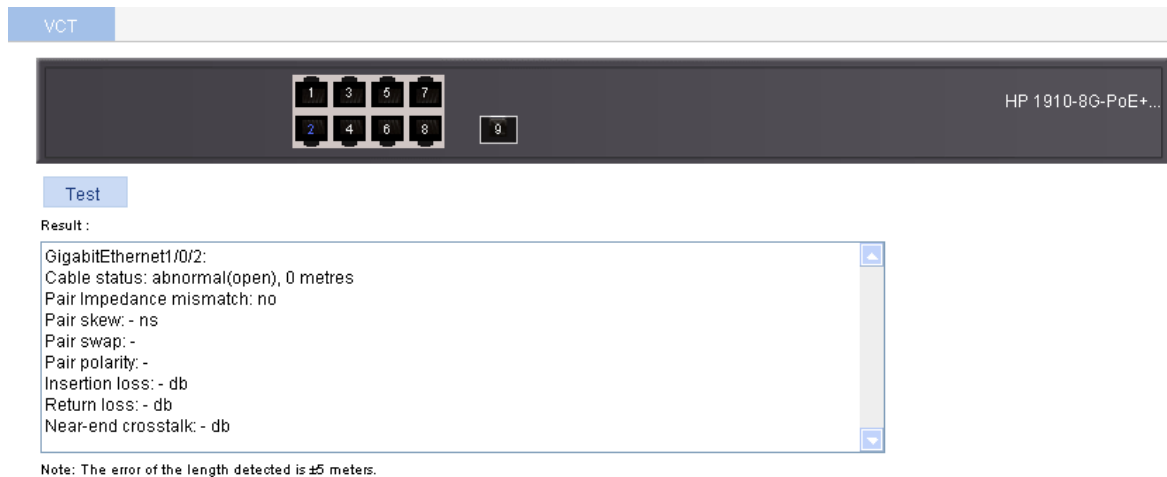 VCT
1 3 5 7
HP 1910-8G-PoE+...
2 4 6 8 9
Test
Result :
GigabitEthernet1/0/2:
Cable status: abnormal(open), 0 metres
Pair Impedance mismatch: no
Pair skew: - ns
Pair swap: -
Pair polarity: -
Insertion loss: - db
Return loss: - db
Near-end crosstalk: - db
Note: The error of the length detected is ±5 meters.